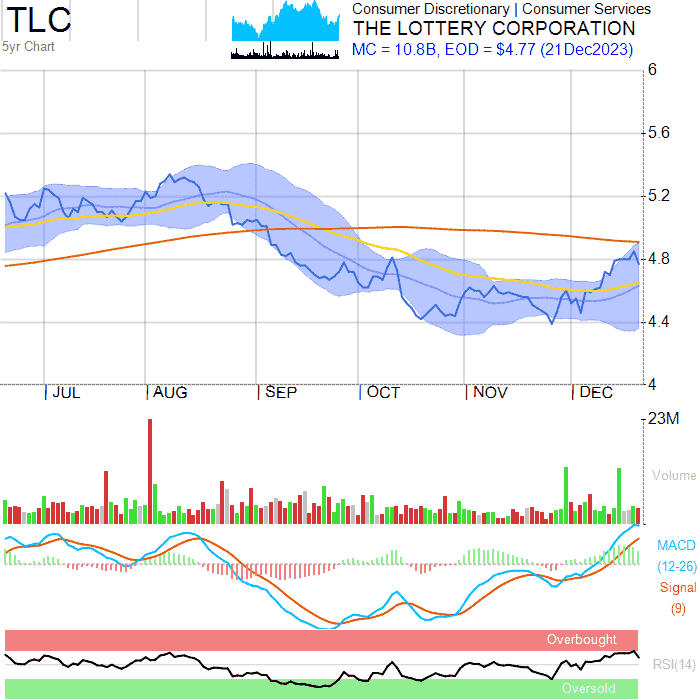 TLC
5yr Chart
Consumer Discretionary | Consumer Services
THE LOTTERY CORPORATION
MC = 10.8B, EOD = $4.77 (21Dec2023)
6
5.6
5.2
4.8
4.4
4
JUL AUG SEP OCT NOV DEC
23M
Volume
MACD
(12-26)
Signal
(9)
Overbought
RSI(14)
Oversold